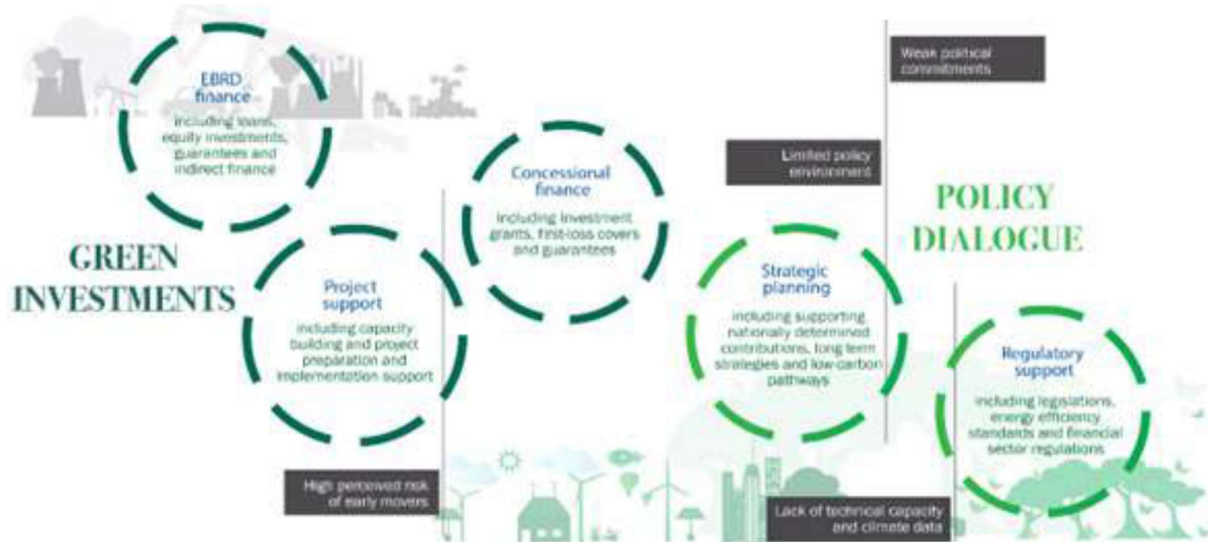 EBRD
finance
including loans,
equity investments,
guarantees and
indirect finance
GREEN
INVESTMENTS
Project
support
including capacity
building and project
preparation and
implementation support
High perceived risk
of early movers
Concessional
finance
including investment
grants, first-loss covers
and guarantees
Weak political
commitments
Limited policy
environment
POLICY
DIALOGUE
Strategic
planning
including supporting
nationally determined
contributions, long term
strategies and low-carbon
pathways
Regulatory
support
including legislations,
energy efficiency
standards and financial
sector regulations
Lack of technical capacity
and climate data